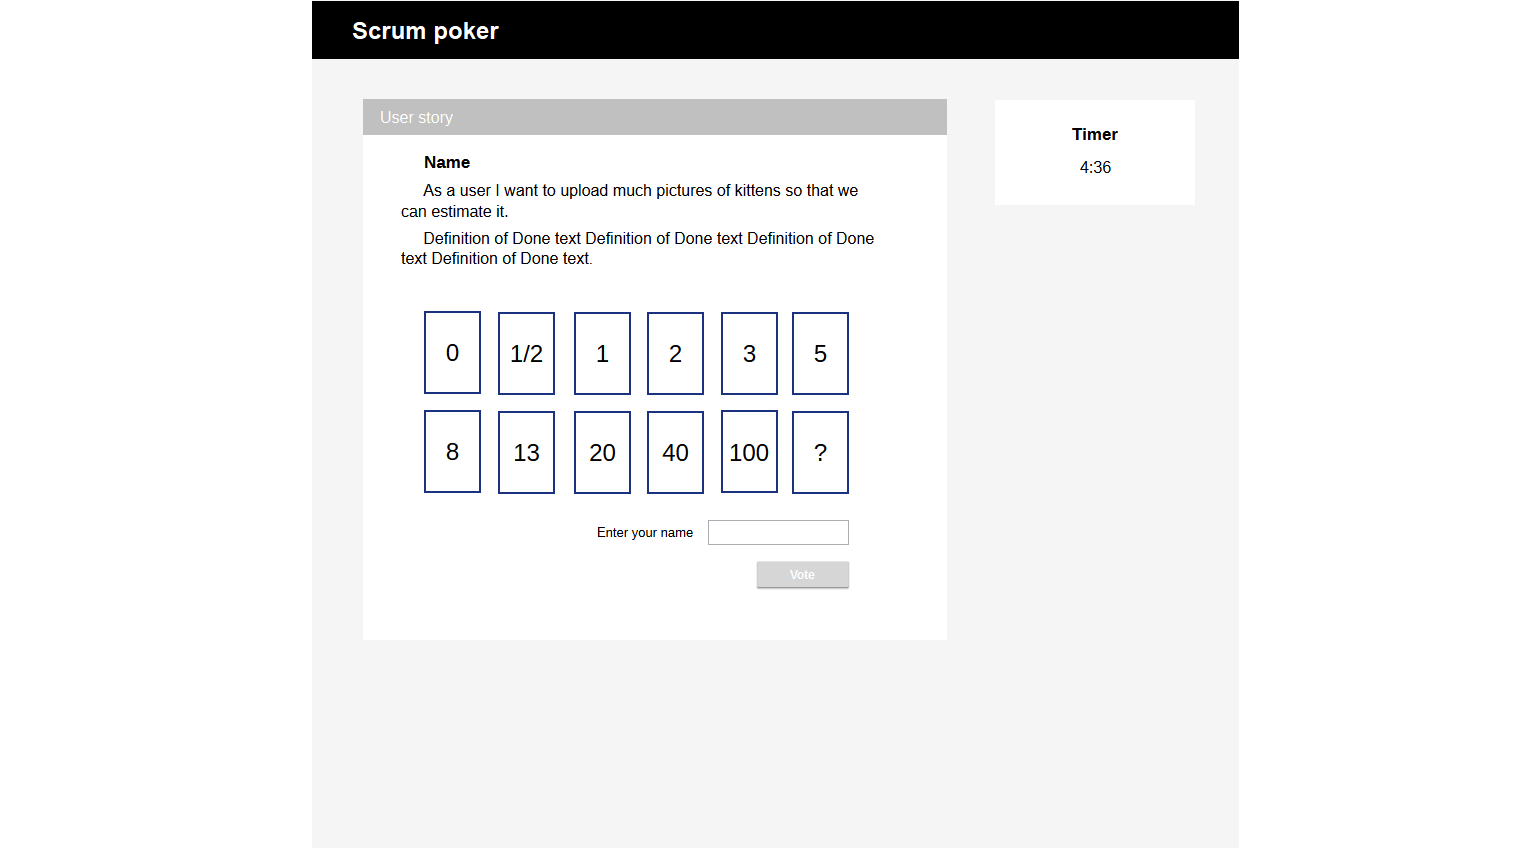 Scrum poker
User story
Name
As a user I want to upload much pictures of kittens so that we
can estimate it.
Definition of Done text Definition of Done text Definition of Done
text Definition of Done text.
0 1/2 1 2 3 5
8 13 20 40 100 ?
Enter your name
Vote
Timer
4:36